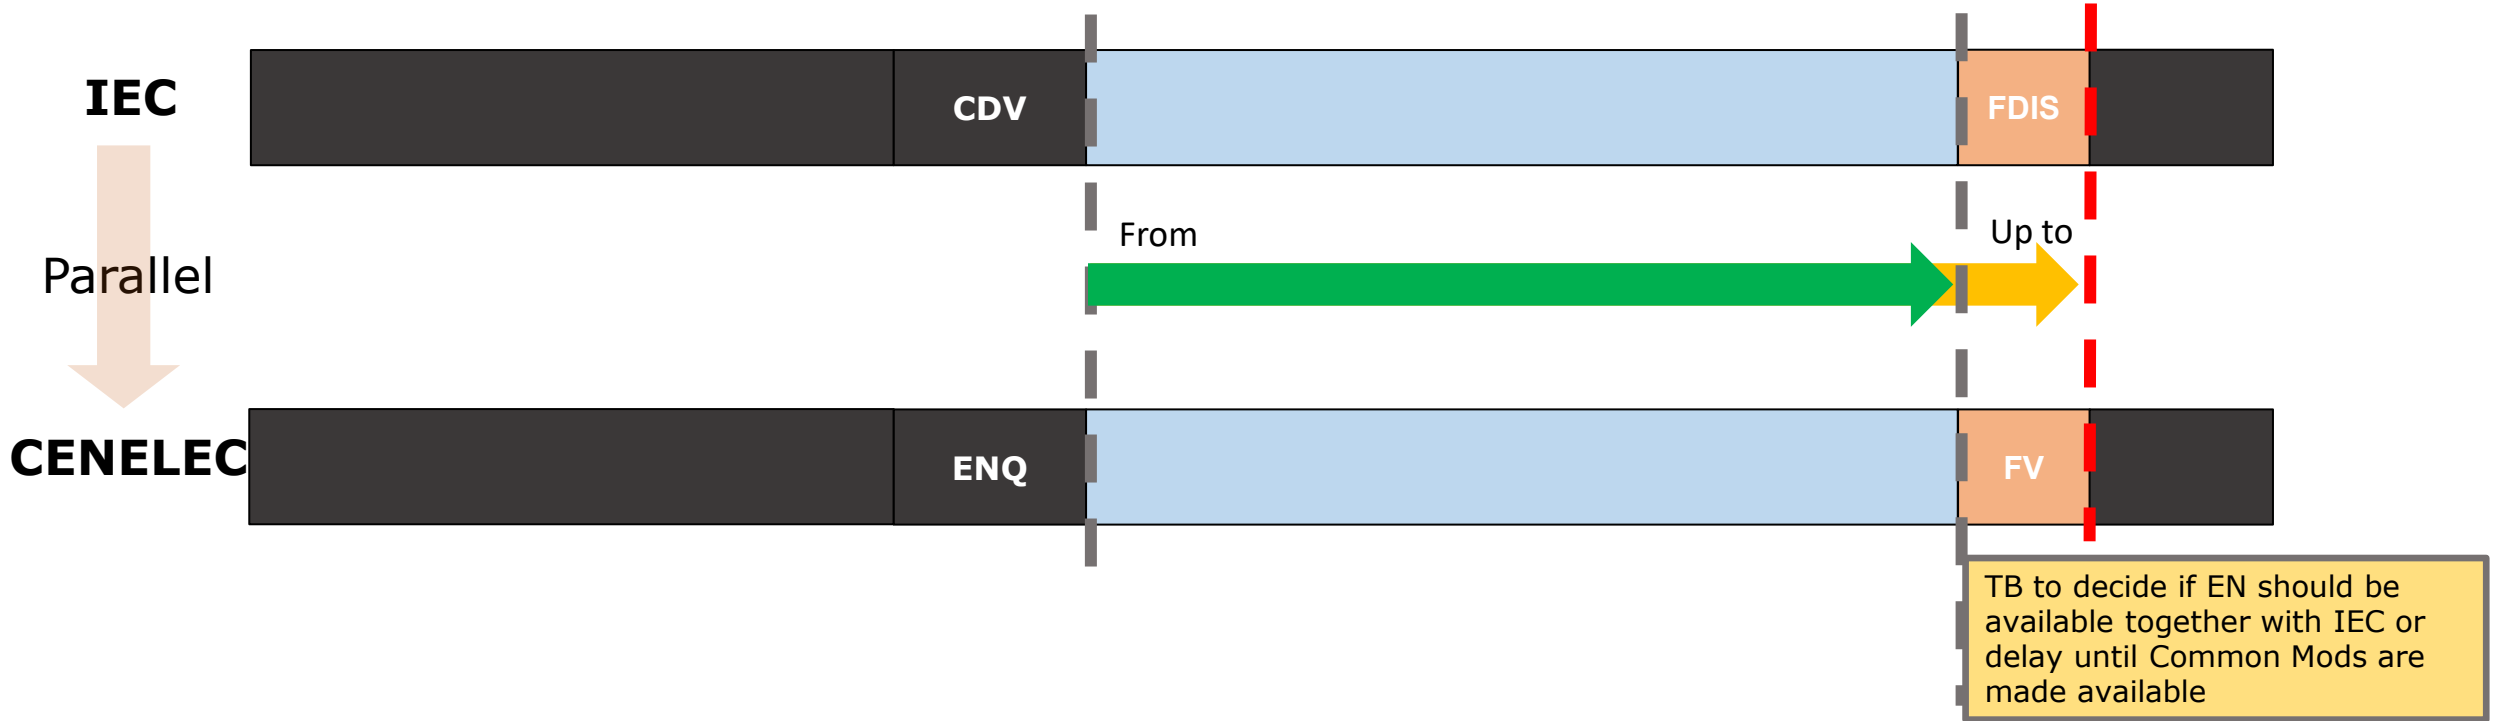 IEC
CDV
FDIS
From
Up to
Parallel
CENELEC
ENQ
FV
TB to decide if EN should be
available together with IEC or
delay until Common Mods are
made available